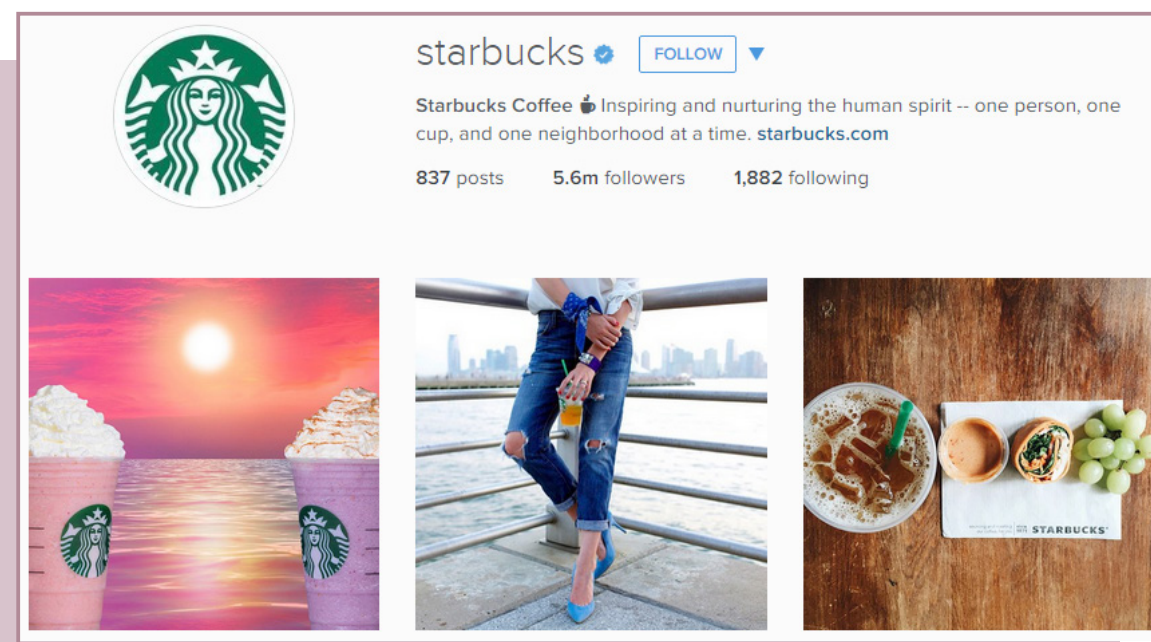 starbucks
FOLLOW
Starbucks Coffee Inspiring and nurturing the human spirit -- one person, one
cup, and one neighborhood at a time. starbucks.com
837 posts 5.6m followers 1,882 following
STARBUCKS